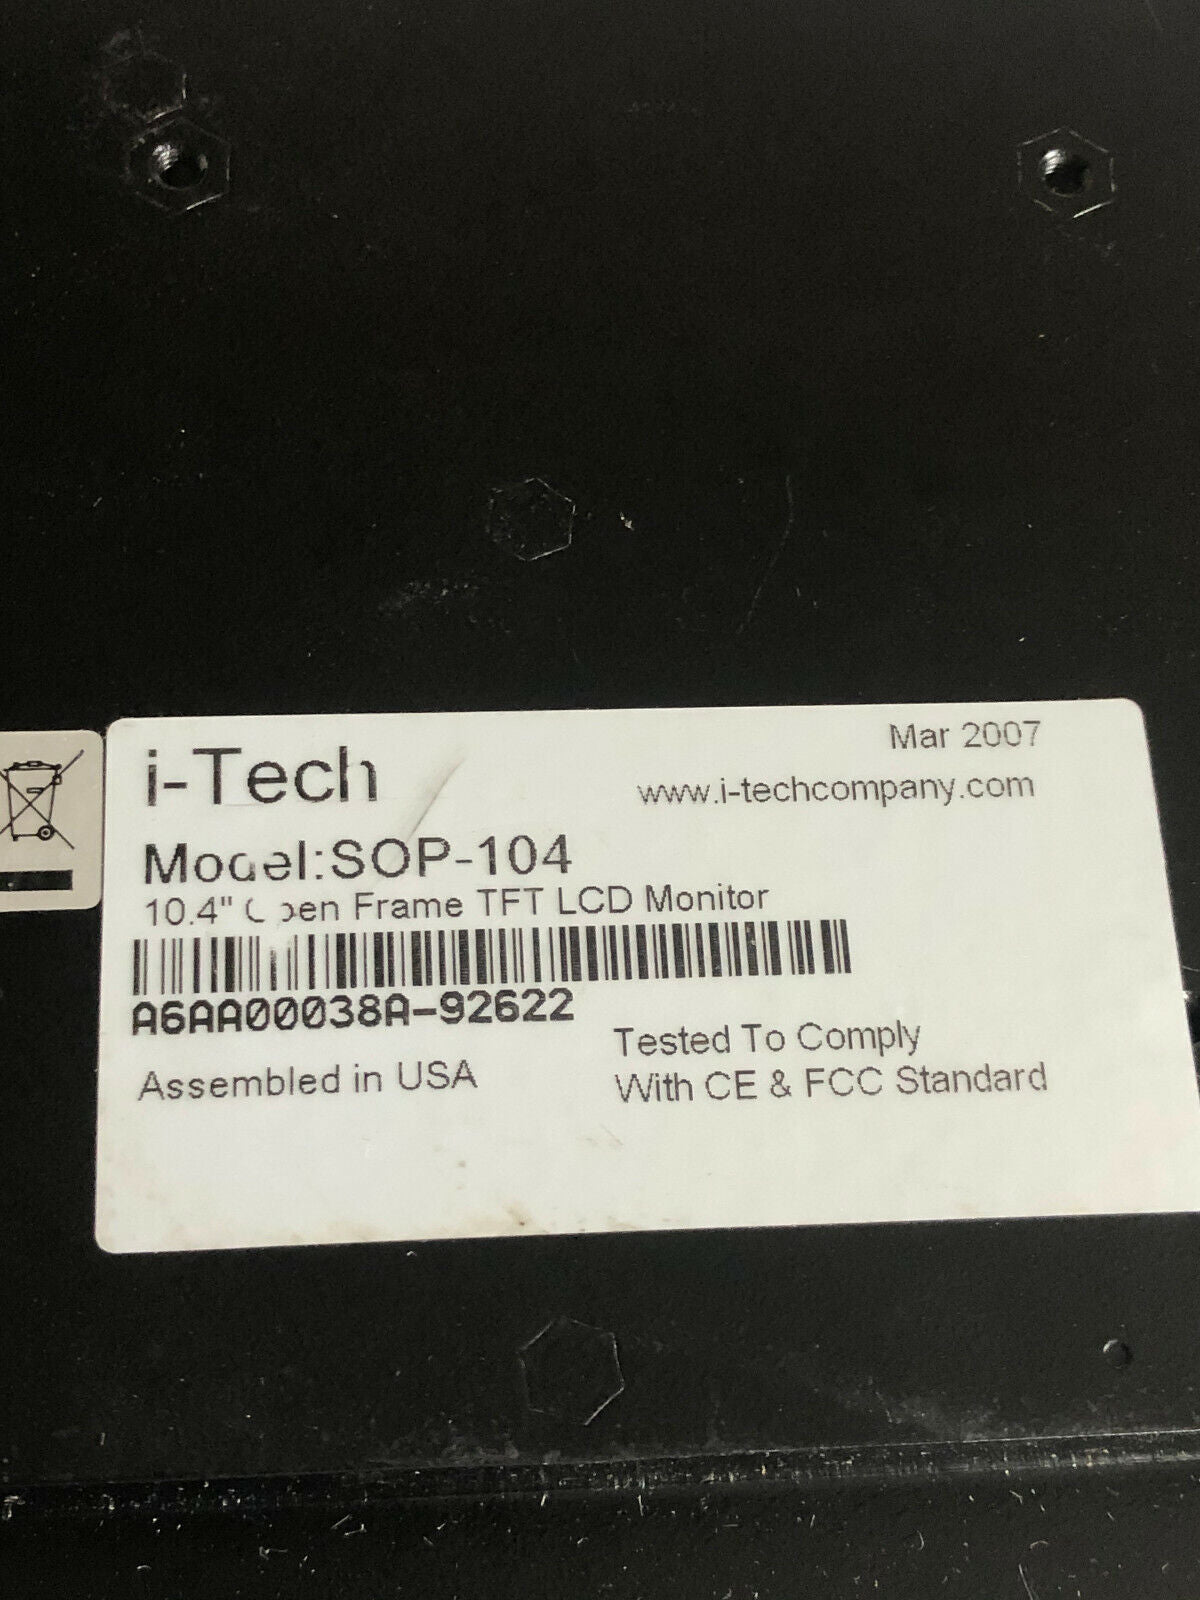 i-Tech
Mar 2007
www.i-techcompany.com
Model:SOP-104
10.4" Open Frame TFT LCD Monitor
A6AA00038A-92622
Assembled in USA
Tested To Comply
With CE & FCC Standard